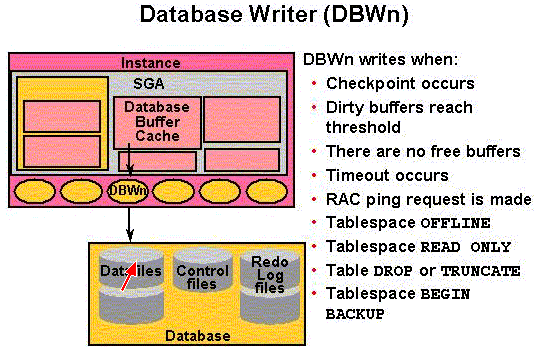 Database Writer (DBWn)
Instance
SGA
Database
Buffer
Cache
DBWn
Data files
Control
files
Redo
Log
files
Database
DBWn writes when:
• Checkpoint occurs
• Dirty buffers reach
threshold
• There are no free buffers
• Timeout occurs
• RAC ping request is made
• Tablespace OFFLINE
• Tablespace READ ONLY
• Table DROP or TRUNCATE
• Tablespace BEGIN
BACKUP